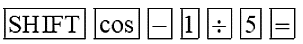 SHIFT cos − 1 ÷ 5 =